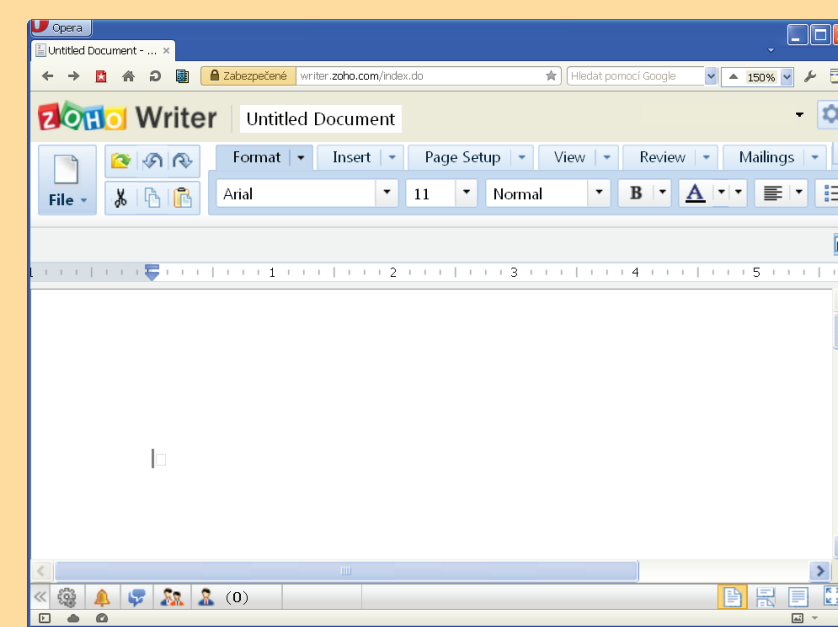 Opera
Untitled Document - ... ×
Zabezpečené writer.zoho.com/index.do Hledat pomocí Google 150%
ZOHO Writer Untitled Document
Format Insert Page Setup View Review Mailings
File Arial 11 Normal B A
1 2 3 4 5
(0)